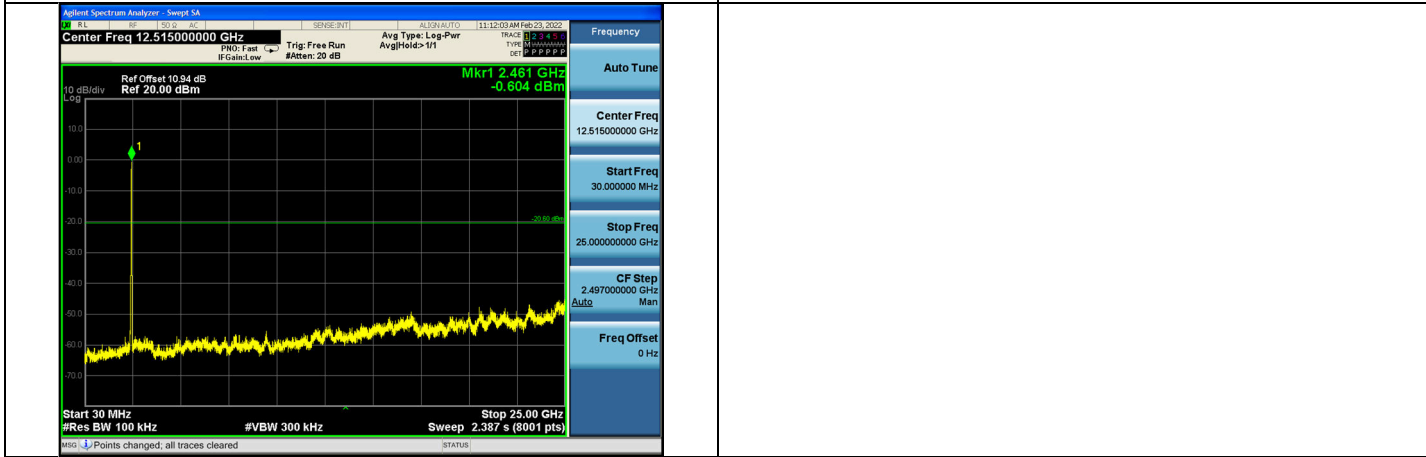 Agilent Spectrum Analyzer - Swept SA
RL RF 50 Ω AC SENSE:INT ALIGN AUTO 11:12:03 AM Feb 23, 2022
Center Freq 12.515000000 GHz
PNO: Fast
IFGain:Low
Trig: Free Run
#Atten: 20 dB
Avg Type: Log-Pwr
Avg|Hold:>1/1
TRACE 1 2 3 4 5 6
TYPE M
DET P P P P P P
Frequency
Mkr1 2.461 GHz
-0.604 dBm
Ref Offset 10.94 dB
10 dB/div Ref 20.00 dBm
Log
10.0
0.00
-10.0
-20.0
-30.0
-40.0
-50.0
-60.0
-70.0
1
-20.60 dBm
Start 30 MHz Stop 25.00 GHz
#Res BW 100 kHz #VBW 300 kHz Sweep 2.387 s (8001 pts)
MSG Points changed; all traces cleared STATUS
Auto Tune
Center Freq
12.515000000 GHz
Start Freq
30.000000 MHz
Stop Freq
25.000000000 GHz
CF Step
2.497000000 GHz
Auto Man
Freq Offset
0 Hz